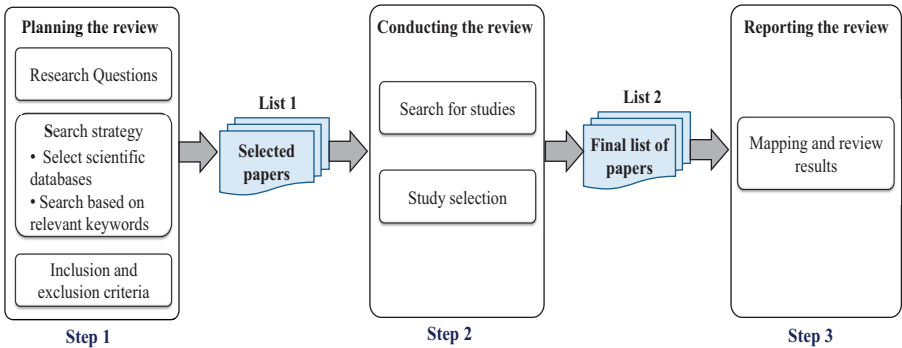 Planning the review
Research Questions
Search strategy
• Select scientific
databases
• Search based on
relevant keywords
Inclusion and
exclusion criteria
Step 1
List 1
Selected
papers
Conducting the review
Search for studies
Study selection
Step 2
List 2
Final list of
papers
Reporting the review
Mapping and review
results
Step 3